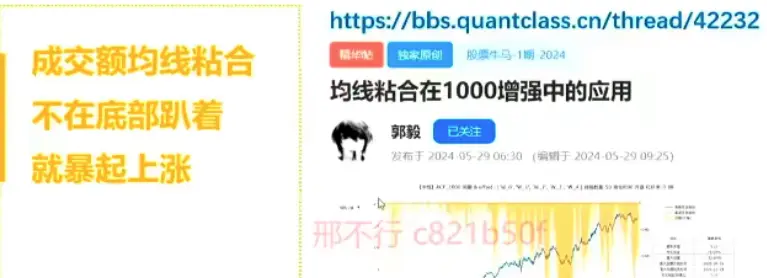 成交额均线粘合
不在底部趴着
就暴起上涨
https://bbs.quantclass.cn/thread/42232
精华帖 独家原创 股票牛马-1期-2024
均线粘合在1000增强中的应用
郭毅 已关注
发布于 2024-05-29 06:30 (编辑于 2024-05-29 09:25)
邢不行 c821b50f